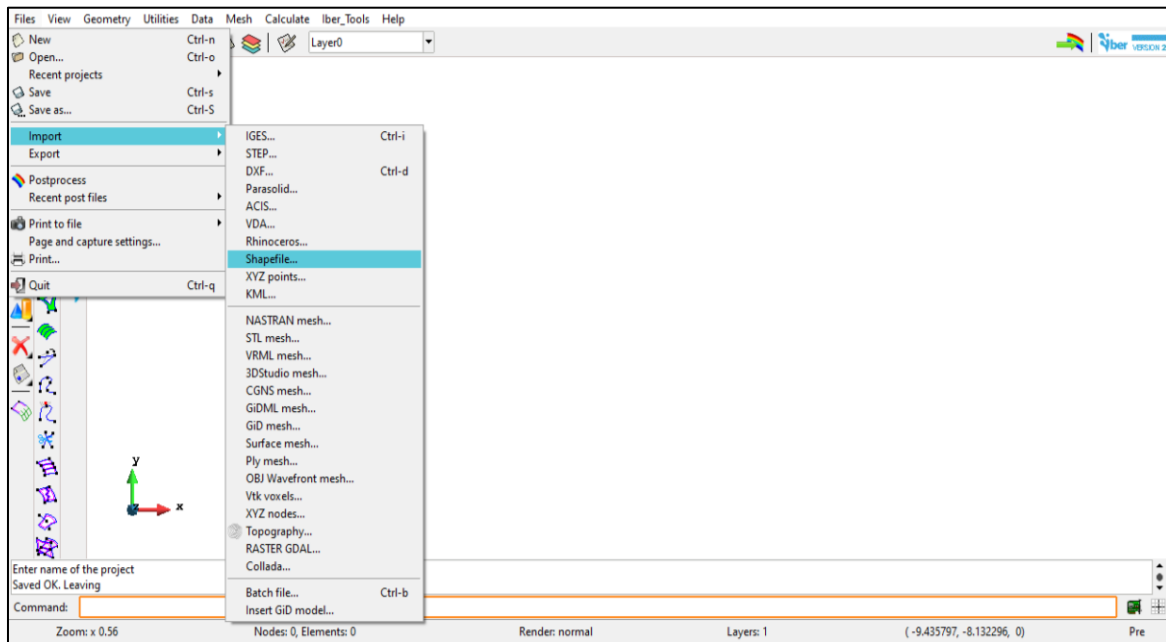 Files View Geometry Utilities Data Mesh Calculate Iber_Tools Help
New Ctrl-n
Open... Ctrl-o
Recent projects
Save Ctrl-s
Save as... Ctrl-S
Import
Export
Postprocess
Recent post files
Print to file
Page and capture settings...
Print...
Quit Ctrl-q
Layer0
iber VERSION 2
IGES... Ctrl-i
STEP...
DXF... Ctrl-d
Parasolid...
ACIS...
VDA...
Rhinoceros...
Shapefile...
XYZ points...
KML...
NASTRAN mesh...
STL mesh...
VRML mesh...
3DStudio mesh...
CGNS mesh...
GiDML mesh...
GiD mesh...
Surface mesh...
Ply mesh...
OBJ Wavefront mesh...
Vtk voxels...
XYZ nodes...
Topography...
RASTER GDAL...
Collada...
Batch file... Ctrl-b
Insert GiD model...
y
x
Enter name of the project
Saved OK. Leaving
Command:
Zoom: x 0.56 Nodes: 0, Elements: 0 Render: normal Layers: 1 ( -9.435797, -8.132296, 0) Pre